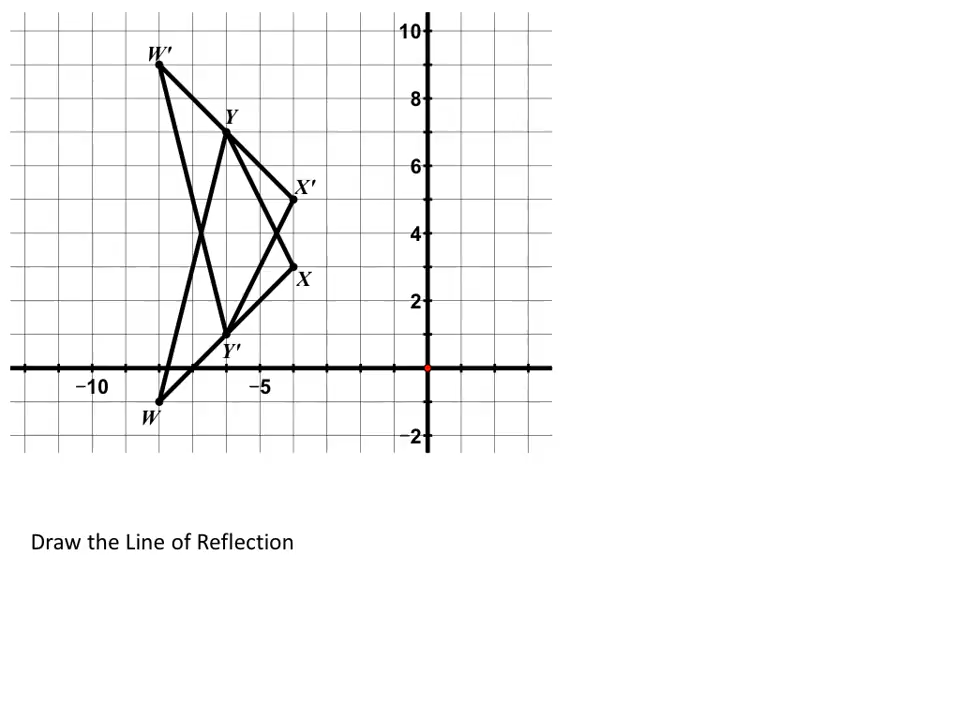 10
W'
Y
8
6
X'
4
X
2
Y'
−10
−5
W
−2
Draw the Line of Reflection